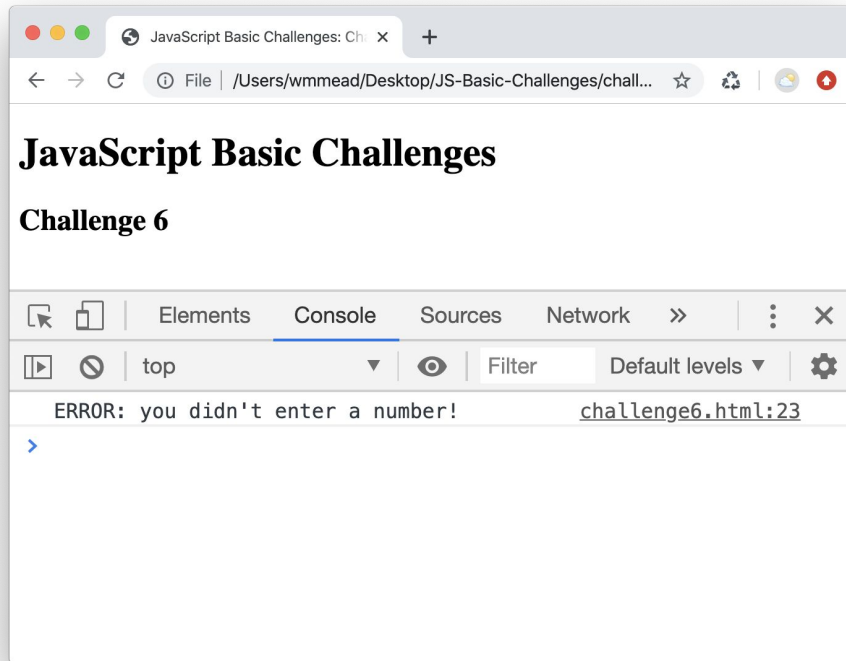 JavaScript Basic Challenges: Ch
File /Users/wmmead/Desktop/JS-Basic-Challenges/chall...
JavaScript Basic Challenges
Challenge 6
Elements Console Sources Network
top Filter Default levels
ERROR: you didn't enter a number! challenge6.html:23